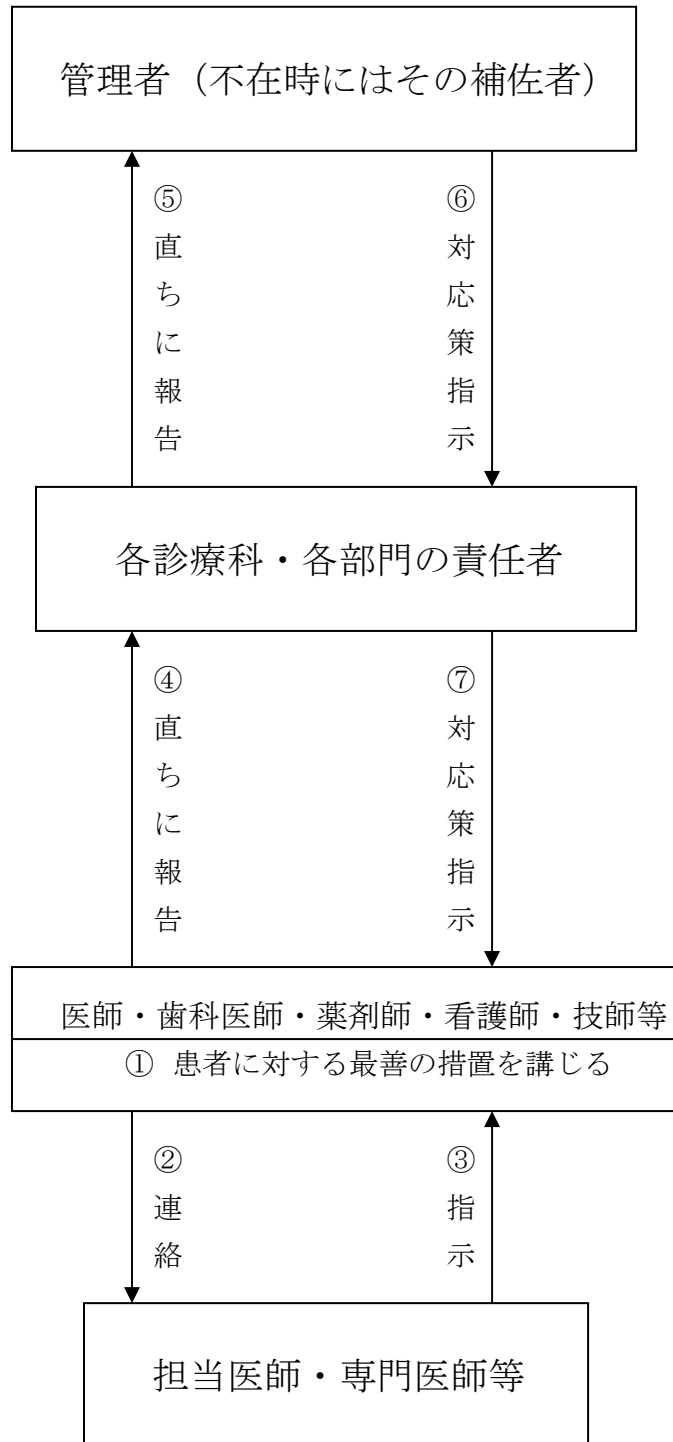 管理者（不在時にはその補佐者）
⑤直ちに報告
⑥対応策指示
各診療科・各部門の責任者
④直ちに報告
⑦対応策指示
医師・歯科医師・薬剤師・看護師・技師等
① 患者に対する最善の措置を講じる
②連絡
③指示
担当医師・専門医師等